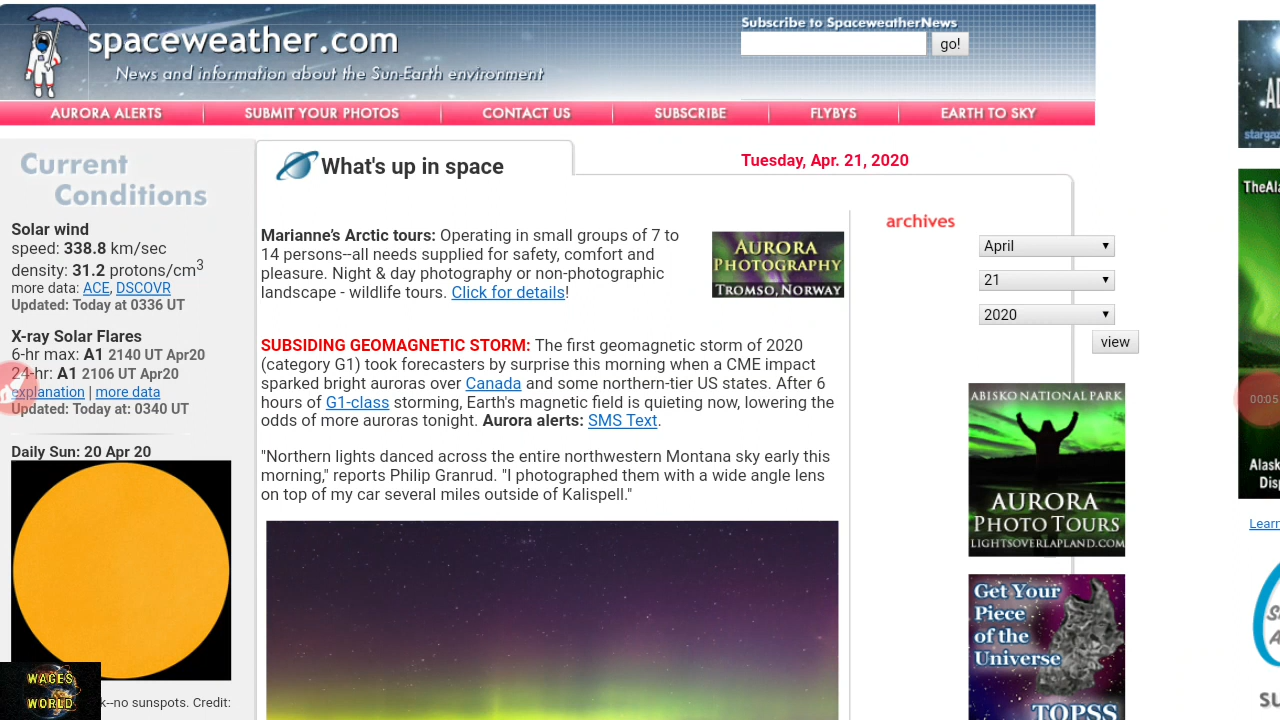 spaceweather.com
News and information about the Sun-Earth environment
Subscribe to SpaceweatherNews
go!
AURORA ALERTS
SUBMIT YOUR PHOTOS
CONTACT US
SUBSCRIBE
FLYBYS
EARTH TO SKY
Current
Conditions
Solar wind
speed: 338.8 km/sec
density: 31.2 protons/cm3
more data: ACE, DSCOVR
Updated: Today at 0336 UT
X-ray Solar Flares
6-hr max: A1 2140 UT Apr20
24-hr: A1 2106 UT Apr20
explanation | more data
Updated: Today at: 0340 UT
Daily Sun: 20 Apr 20
WAGES
WORLD
--no sunspots. Credit:
What's up in space
Tuesday, Apr. 21, 2020
Marianne's Arctic tours: Operating in small groups of 7 to
14 persons--all needs supplied for safety, comfort and
pleasure. Night & day photography or non-photographic
landscape - wildlife tours. Click for details!
AURORA
PHOTOGRAPHY
TROMSO, NORWAY
SUBSIDING GEOMAGNETIC STORM: The first geomagnetic storm of 2020
(category G1) took forecasters by surprise this morning when a CME impact
sparked bright auroras over Canada and some northern-tier US states. After 6
hours of G1-class storming, Earth's magnetic field is quieting now, lowering the
odds of more auroras tonight. Aurora alerts: SMS Text.
"Northern lights danced across the entire northwestern Montana sky early this
morning," reports Philip Granrud. "I photographed them with a wide angle lens
on top of my car several miles outside of Kalispell."
archives
April
21
2020
view
ABISKO NATIONAL PARK
AURORA
PHOTO TOURS
LIGHTSOVERLAPLAND.COM
Get Your
Piece
of the
Universe
TOPSS
00:05